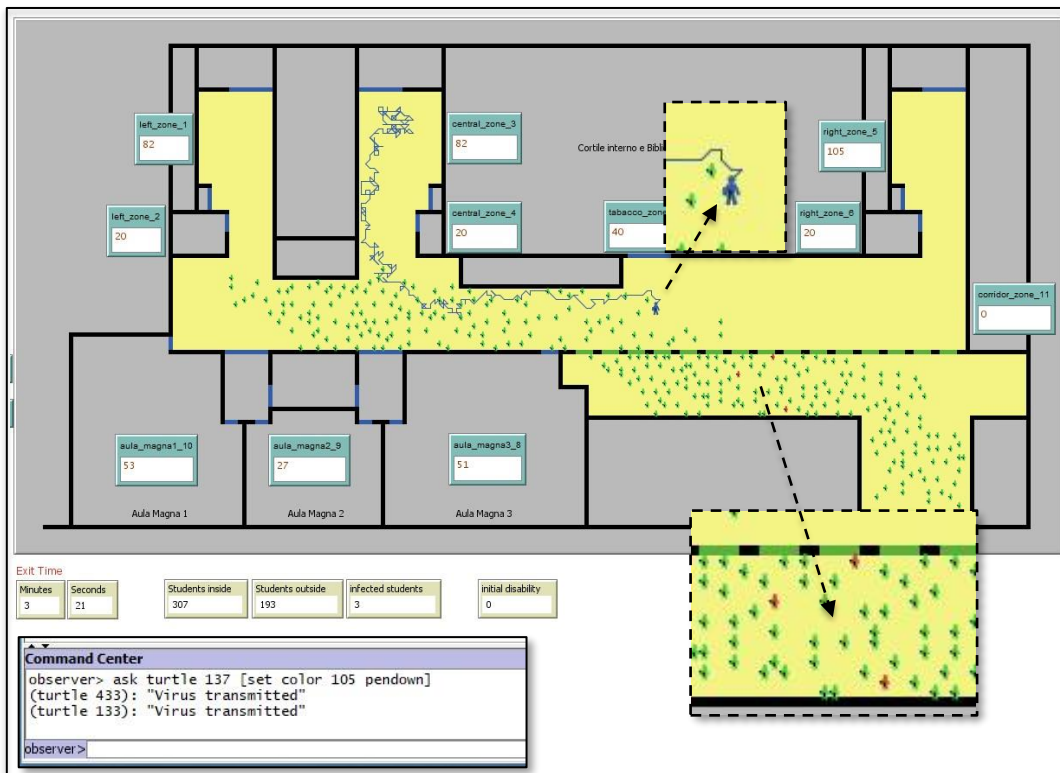 left_zone_1
82
central_zone_3
82
Cortile interno e Bibli
right_zone_5
105
left_zone_2
20
central_zone_4
20
tabacco_zon
40
right_zone_6
20
corridor_zone_11
0
aula_magna1_10
53
aula_magna2_9
27
aula_magna3_8
51
Aula Magna 1
Aula Magna 2
Aula Magna 3
Exit Time
Minutes
3
Seconds
21
Students inside
307
Students outside
193
infected students
3
initial disability
0
Command Center
observer> ask turtle 137 [set color 105 pendown]
(turtle 433): "Virus transmitted"
(turtle 133): "Virus transmitted"
observer>